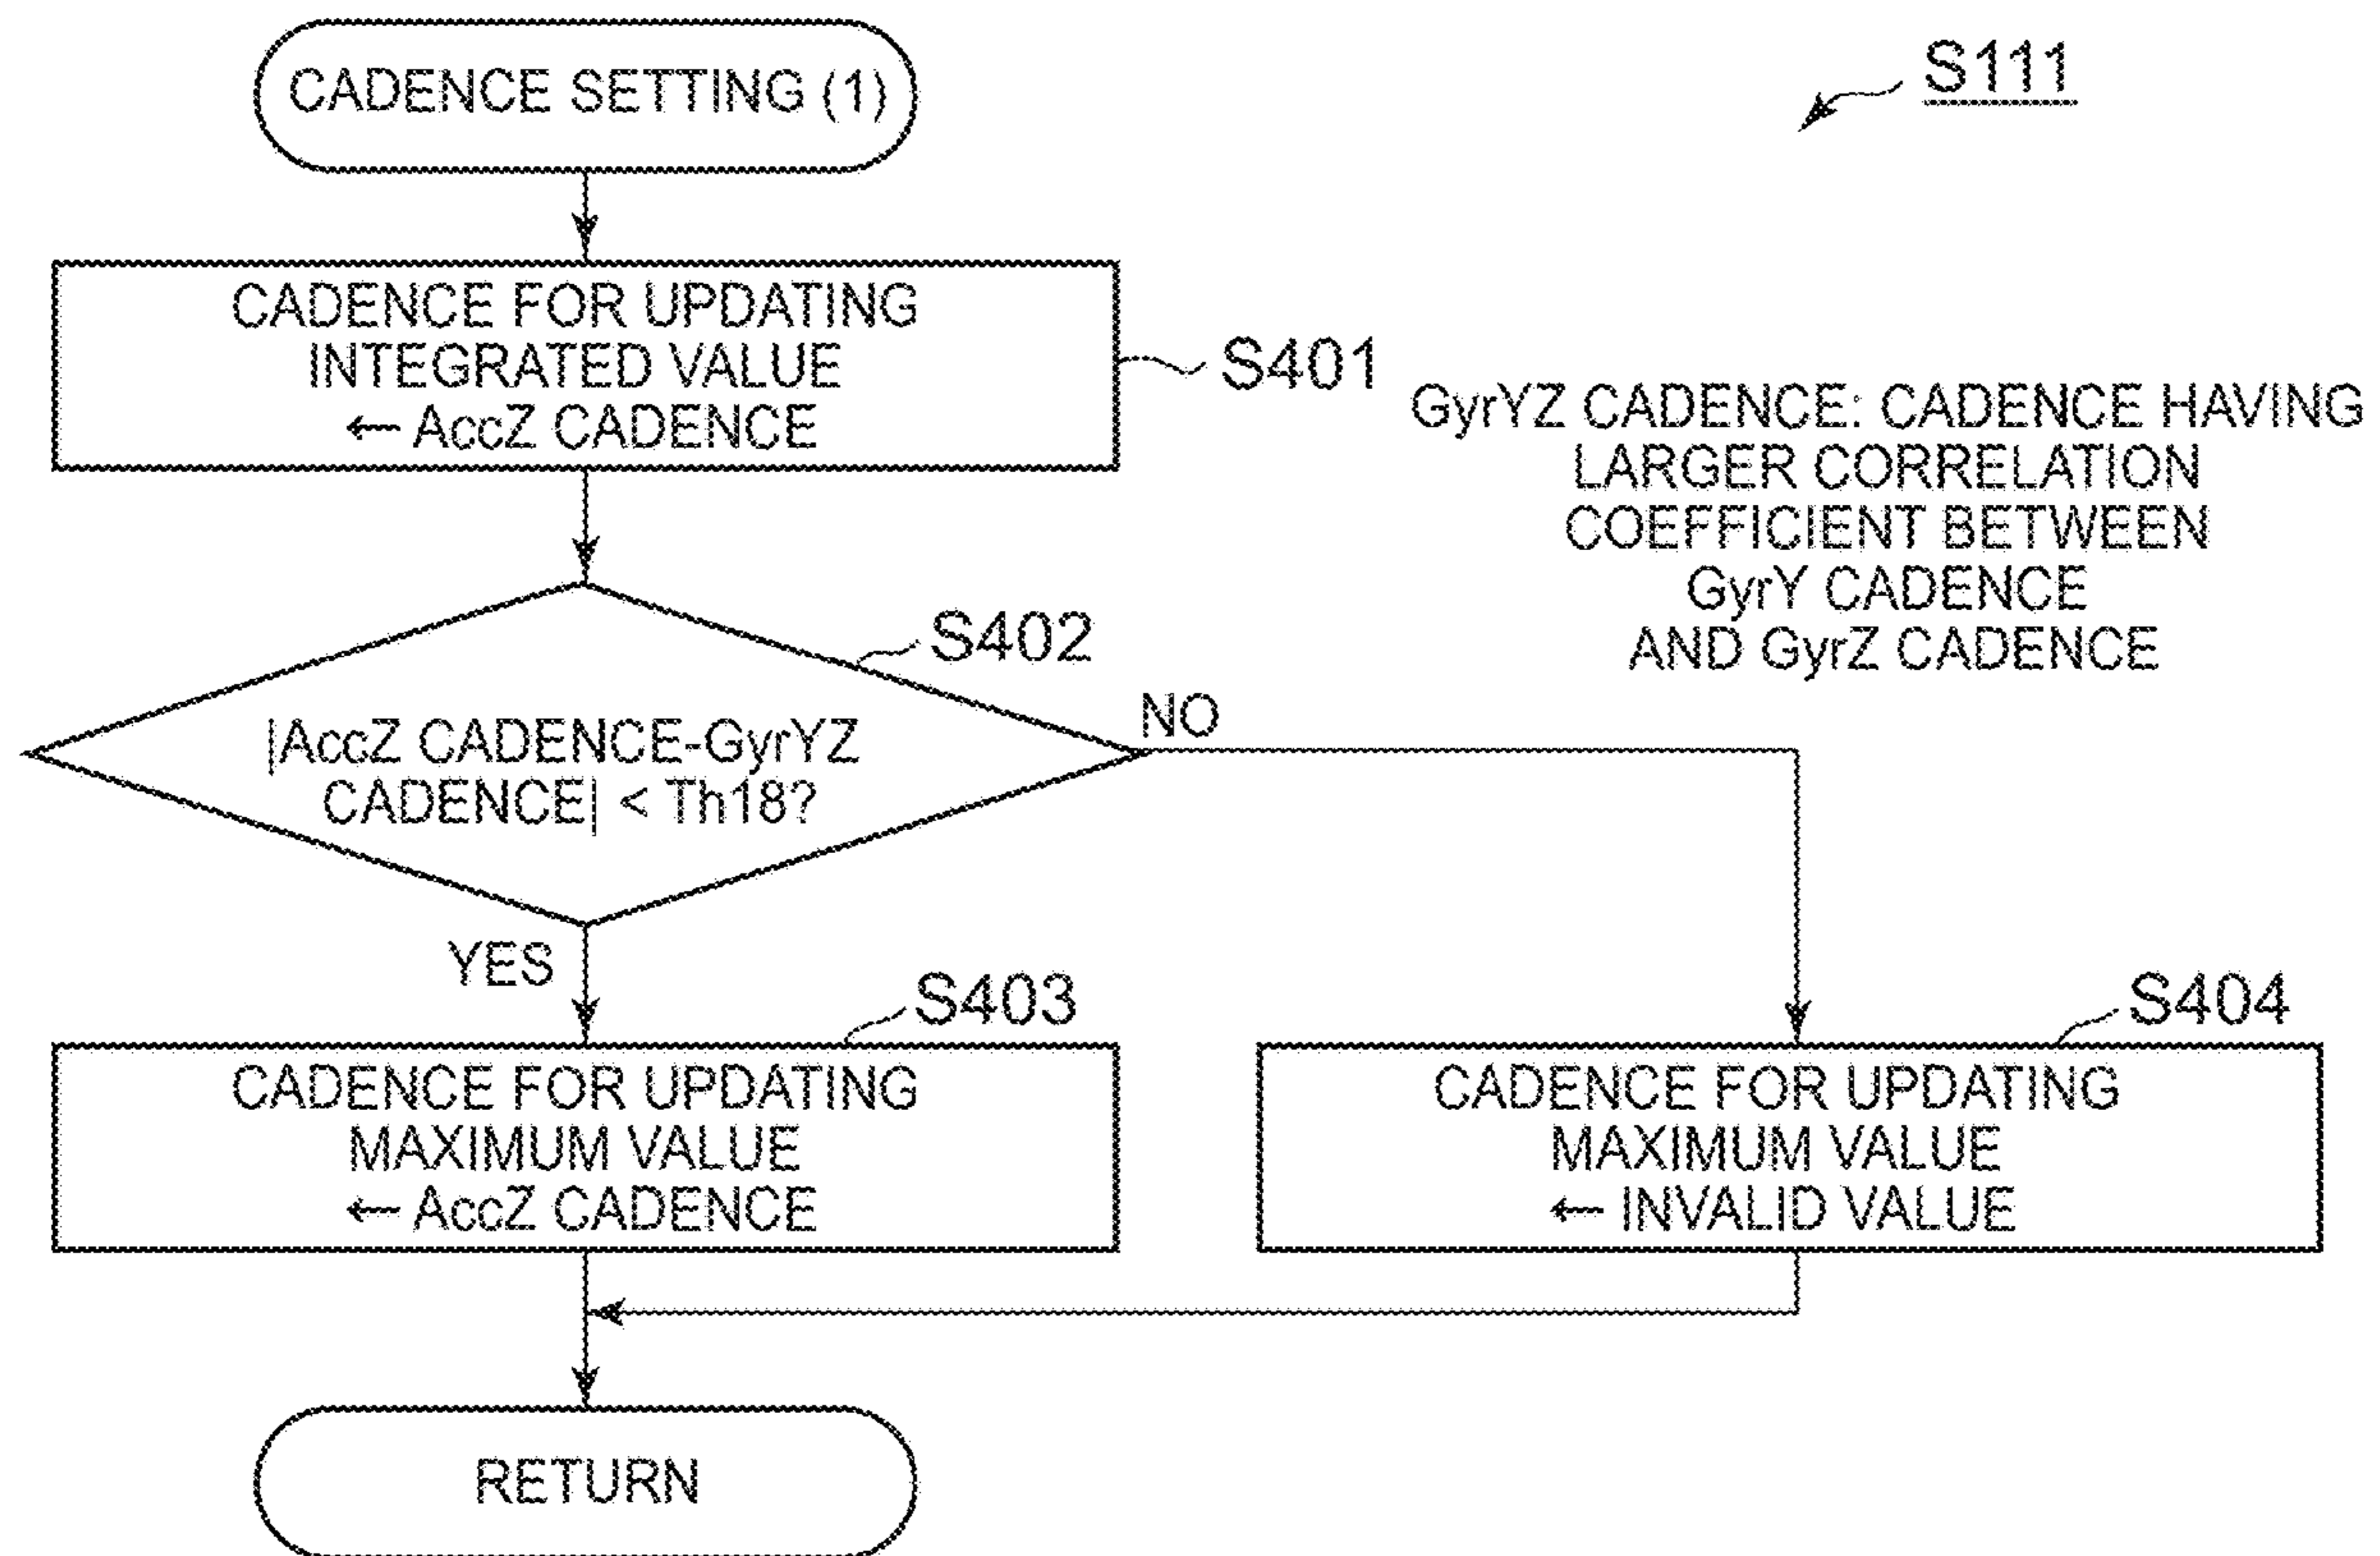 CADENCE SETTING (1)
S111
CADENCE FOR UPDATING
INTEGRATED VALUE
← AccZ CADENCE
S401
GyrYZ CADENCE: CADENCE HAVING
LARGER CORRELATION
COEFFICIENT BETWEEN
GyrY CADENCE
AND GyrZ CADENCE
S402
|AccZ CADENCE-GyrYZ
CADENCE| < Th18?
NO
YES
S403
CADENCE FOR UPDATING
MAXIMUM VALUE
← AccZ CADENCE
S404
CADENCE FOR UPDATING
MAXIMUM VALUE
← INVALID VALUE
RETURN